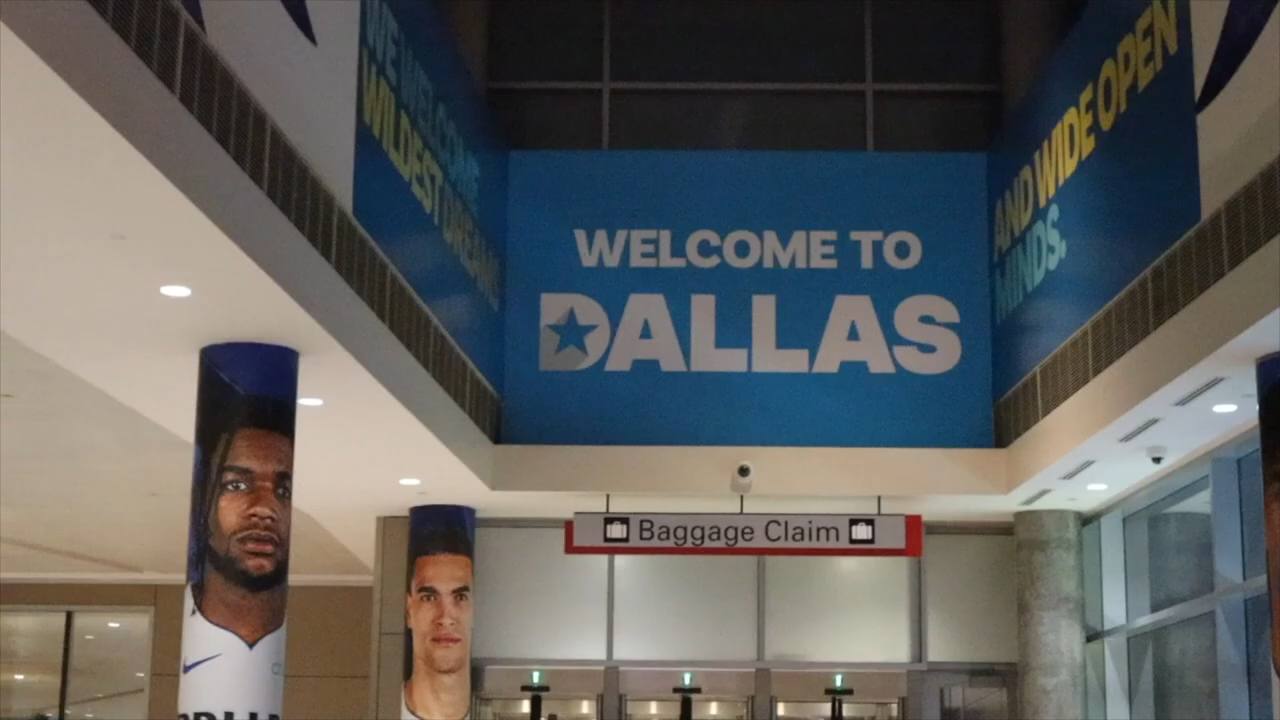 WE WELCOME
WILDEST DREAMS
WELCOME TO
DALLAS
AND WIDE OPEN
MINDS.
Baggage Claim